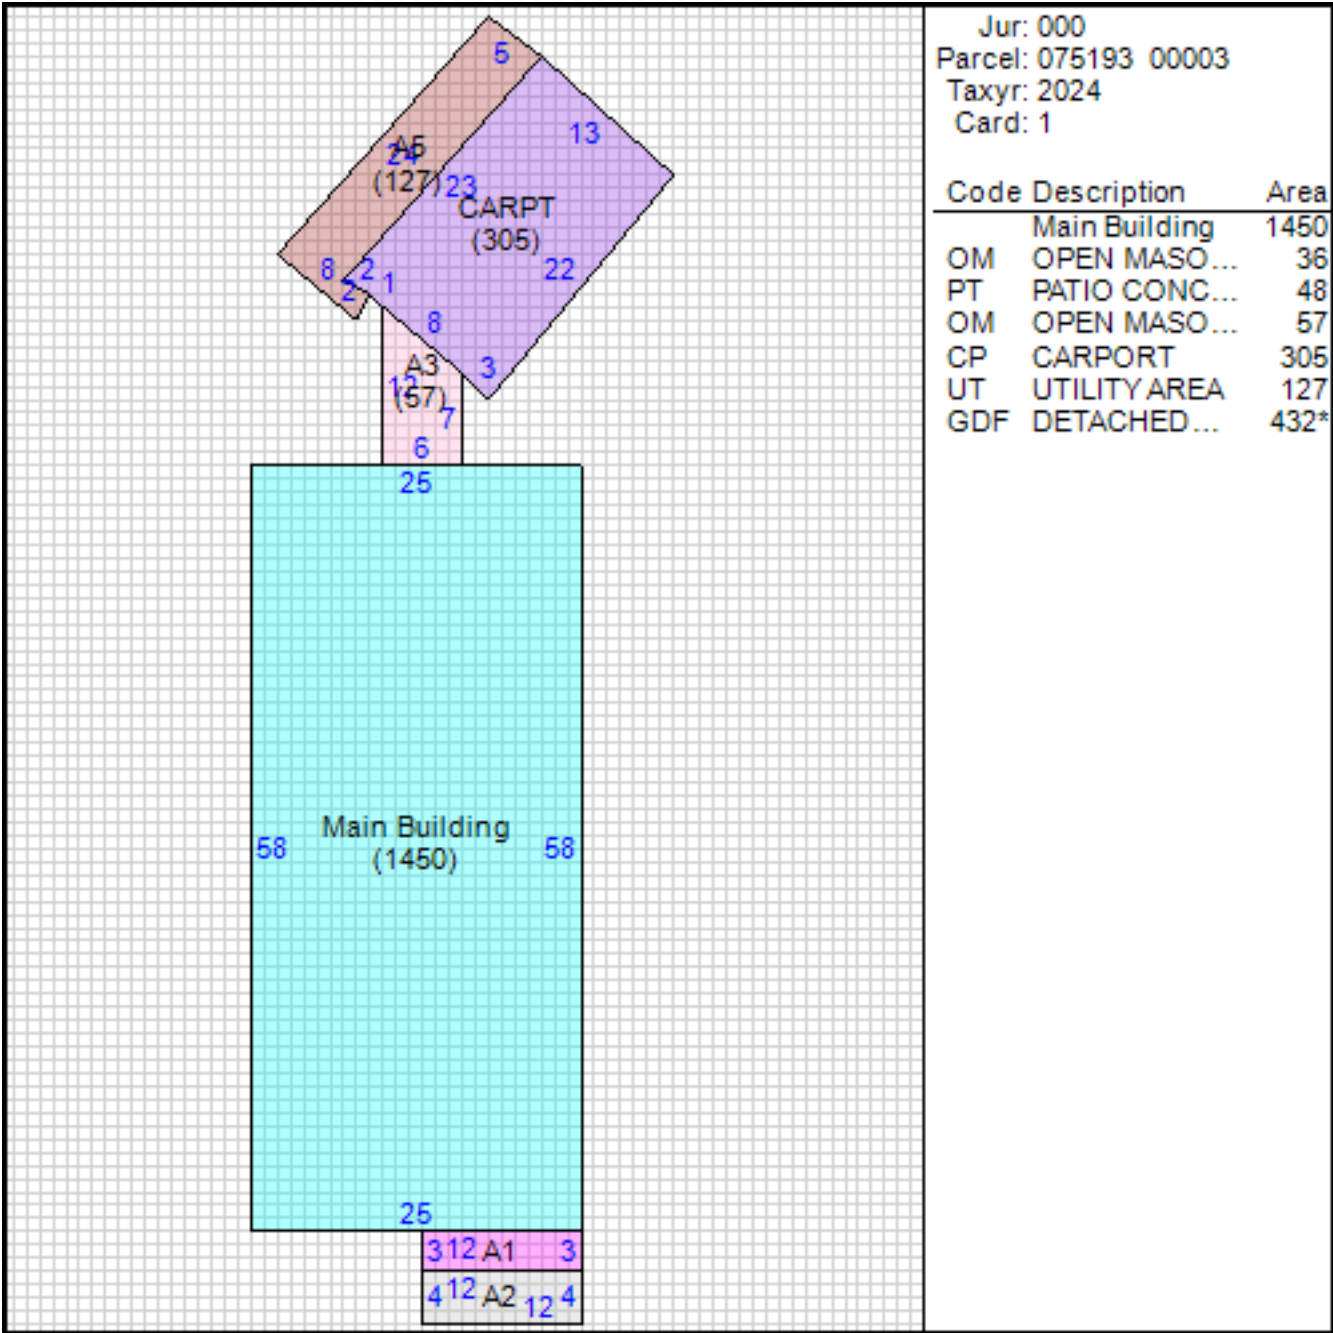 Jur: 000
Parcel: 075193 00003
Taxyr: 2024
Card: 1
Code Description Area
Main Building 1450
OM OPEN MASO... 36
PT PATIO CONC... 48
OM OPEN MASO... 57
CP CARPORT 305
UT UTILITY AREA 127
GDF DETACHED... 432*
5
13
A5
24
(127)
23
CARPT
(305)
8
2
1
22
2
8
A3
3
12
(57)
7
6
25
Main Building
58
58
(1450)
25
3 12 A1 3
4 12 A2 12 4